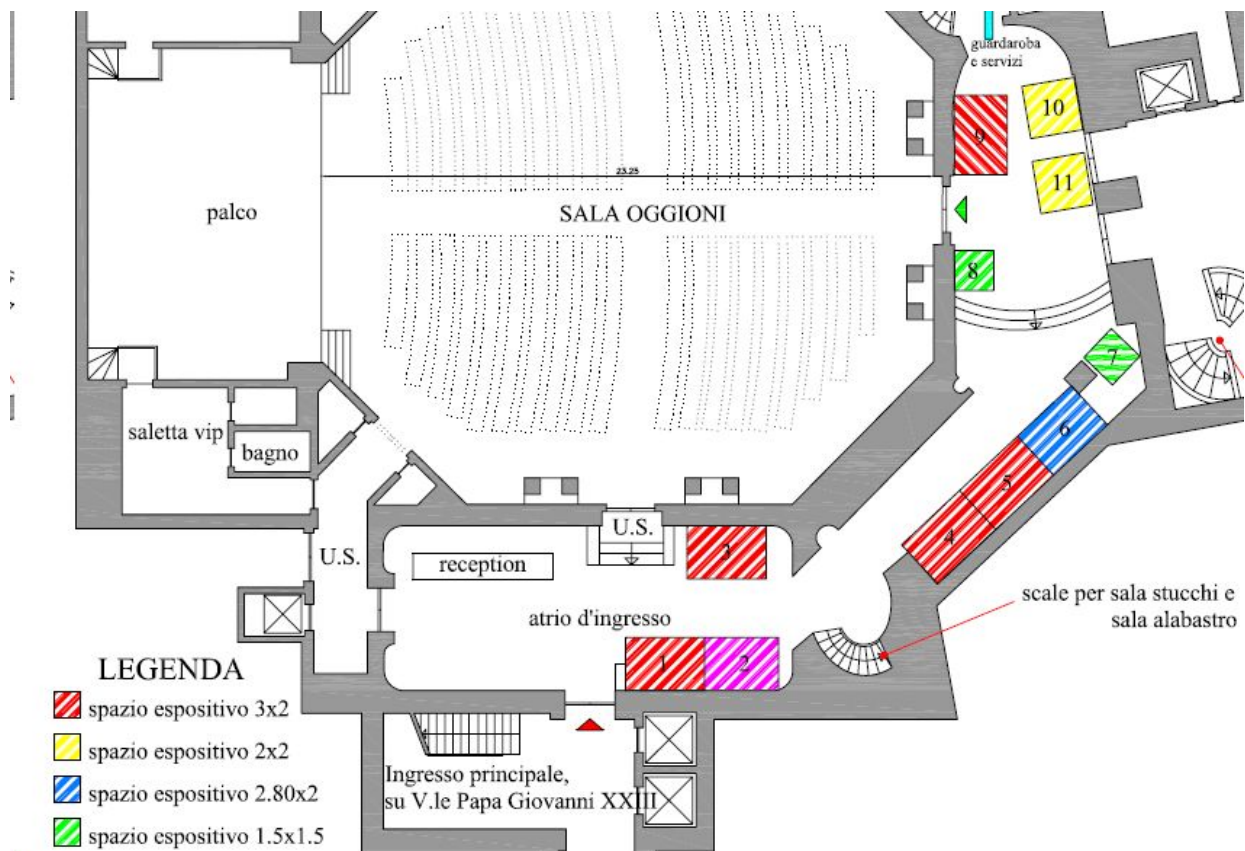 guardaroba
e servizi
10
9
11
23.25
palco
SALA OGGIONI
8
7
saletta vip
bagno
6
5
U.S.
U.S.
3
4
reception
atrio d'ingresso
scale per sala stucchi e
sala alabastro
1
2
LEGENDA
spazio espositivo 3x2
spazio espositivo 2x2
spazio espositivo 2.80x2
spazio espositivo 1.5x1.5
Ingresso principale,
su V.le Papa Giovanni XXIII